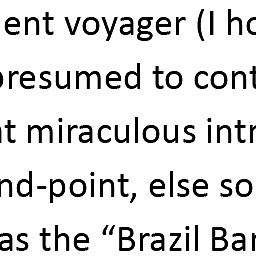 ent voyager (I ho
presumed to cont
t miraculous intr
nd-point, else so
as the “Brazil Bar